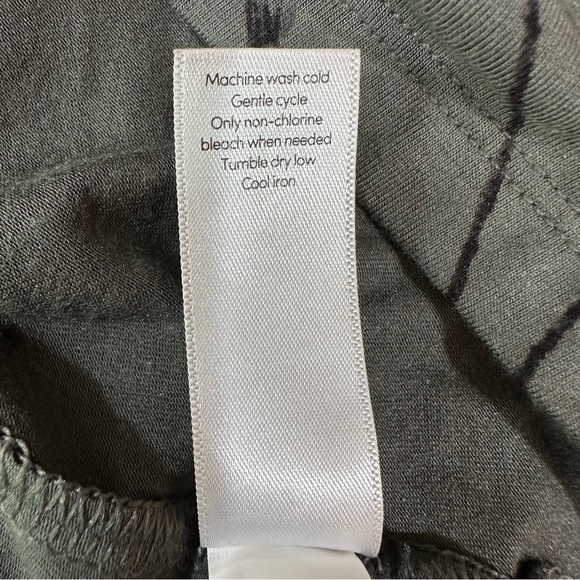 Machine wash cold
Gentle cycle
Only non-chlorine
bleach when needed
Tumble dry low
Cool iron